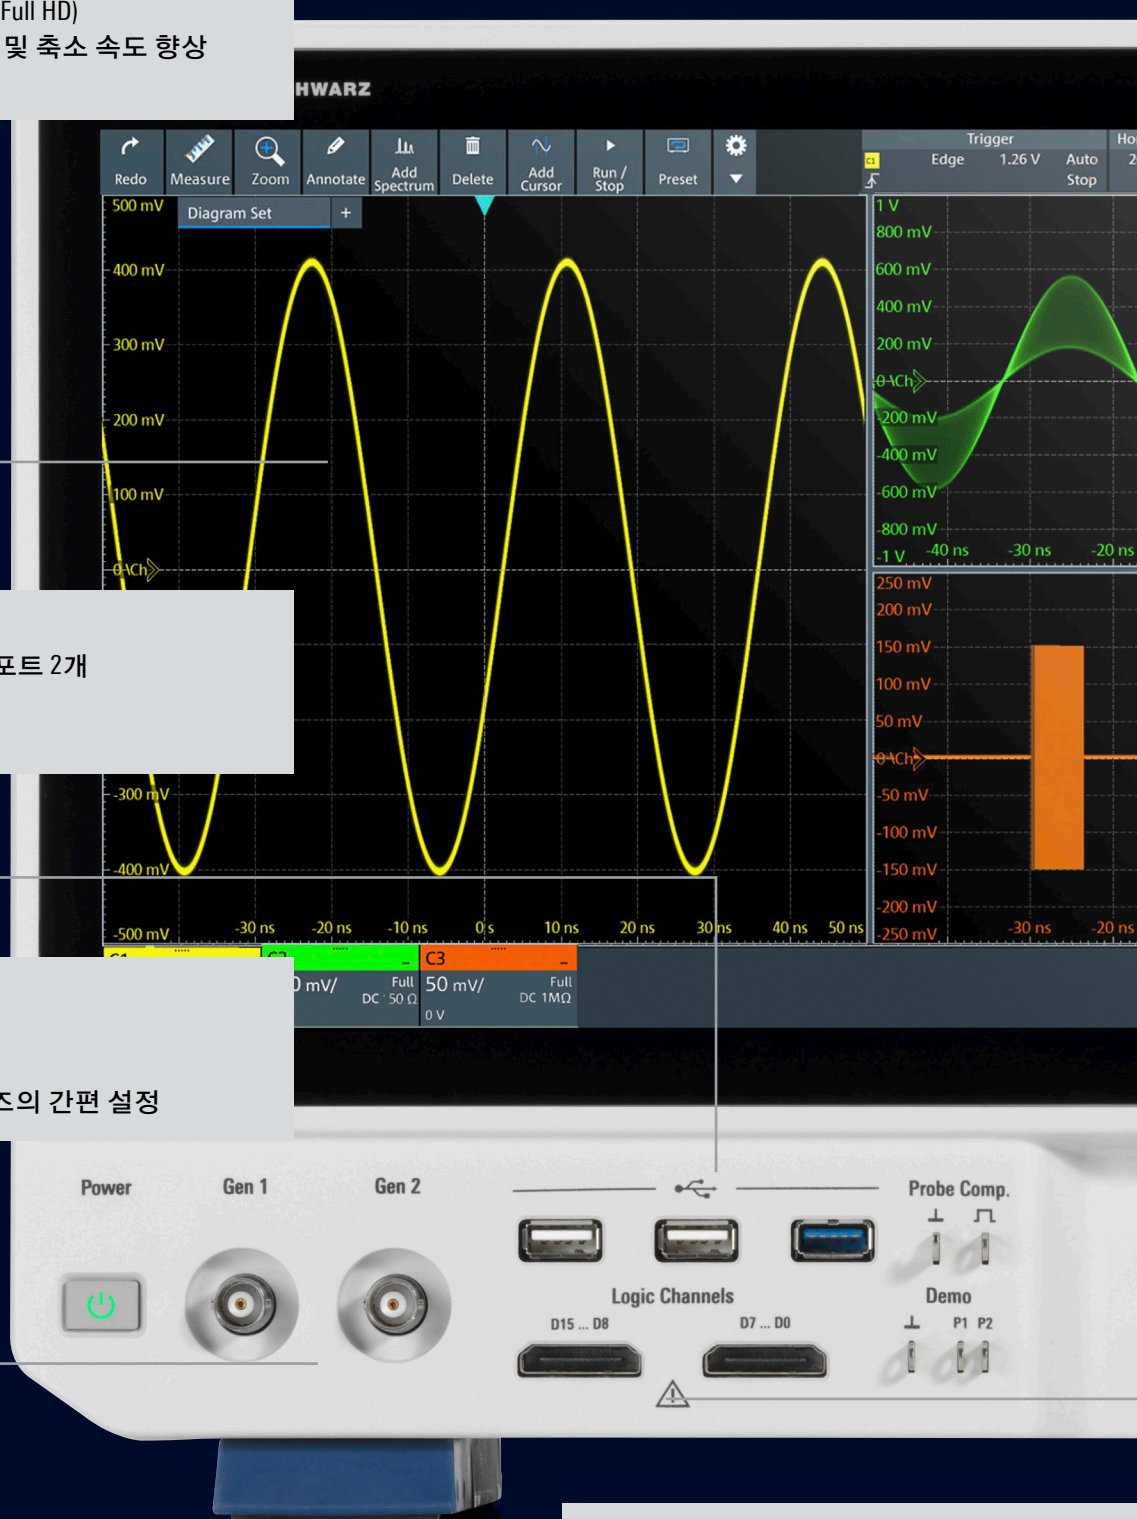 Full HD)
및 축소 속도 향상
HWARZ
Redo
Measure
Zoom
Annotate
Add Spectrum
Delete
Add Cursor
Run / Stop
Preset
Trigger
C1
Edge 1.26 V Auto
Stop
500 mV
Diagram Set +
400 mV
300 mV
200 mV
100 mV
0 \Ch
-300 mV
-400 mV
-500 mV
-30 ns -20 ns -10 ns 0 s 10 ns 20 ns 30 ns 40 ns 50 ns
1 V
800 mV
600 mV
400 mV
200 mV
0 \Ch
-200 mV
-400 mV
-600 mV
-800 mV
-1 V
-40 ns -30 ns -20 ns
250 mV
200 mV
150 mV
100 mV
50 mV
0 \Ch
-50 mV
-100 mV
-150 mV
-200 mV
-250 mV
-30 ns -20 ns
포트 2개
C3
mV/ Full
DC 50 Ω
50 mV/ Full
DC 1MΩ
0 V
의 간편 설정
Power
Gen 1
Gen 2
Probe Comp.
Logic Channels
D15 ... D8
D7 ... D0
Demo
P1 P2